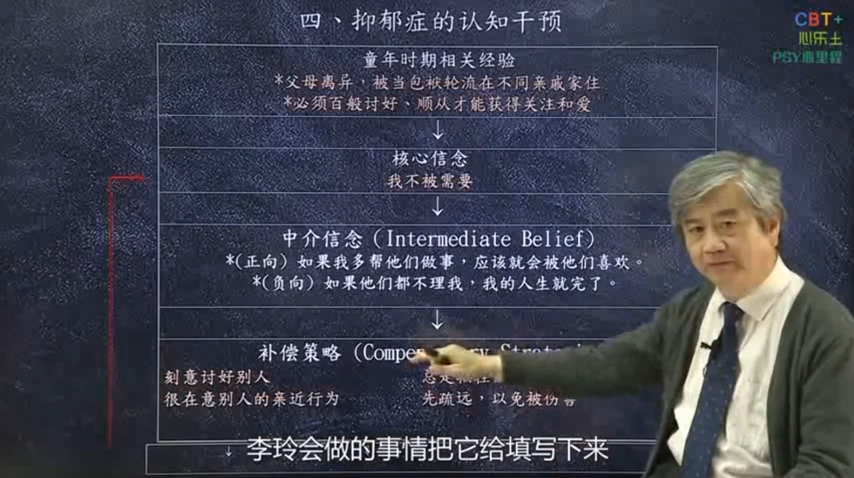 四、抑郁症的认知干预
CBT+
心乐土
PSY心里程
童年时期相关经验
*父母离异，被当包袱轮流在不同亲戚家住
*必须百般讨好、顺从才能获得关注和爱
↓
核心信念
我不被需要
↓
中介信念 (Intermediate Belief)
*(正向) 如果我多帮他们做事，应该就会被他们喜欢。
*(负向) 如果他们都不理我，我的人生就完了。
↓
补偿策略
刻意讨好别人
很在意别人的亲近行为 先疏远，以免被伤害
↓
李玲会做的事情把它给填写下来